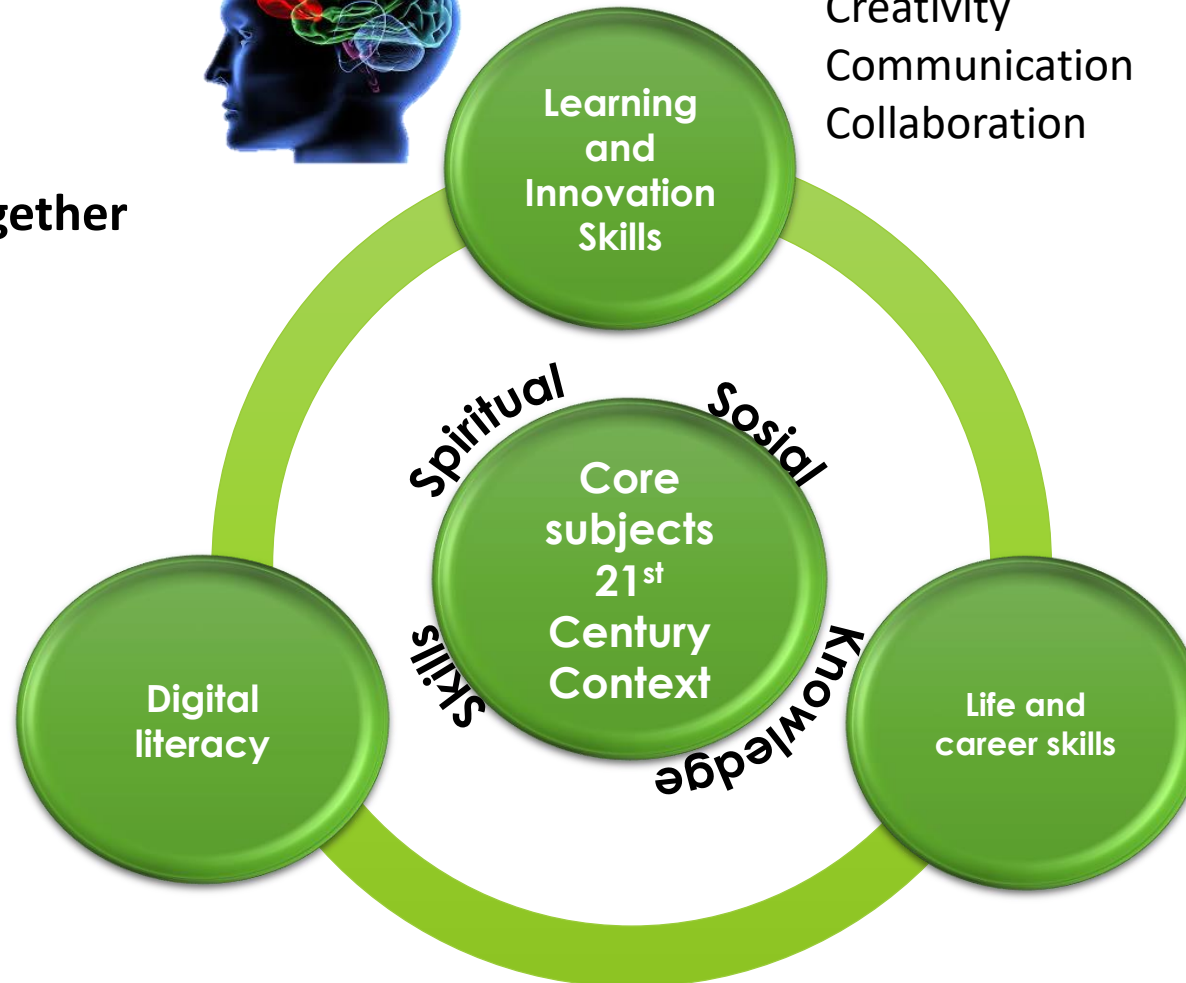 Creativity
Communication
Collaboration
Learning
and
Innovation
Skills
gether
Spiritual
Sosial
Core
subjects
21st
Century
Context
Skills
Knowledge
Digital
literacy
Life and
career skills